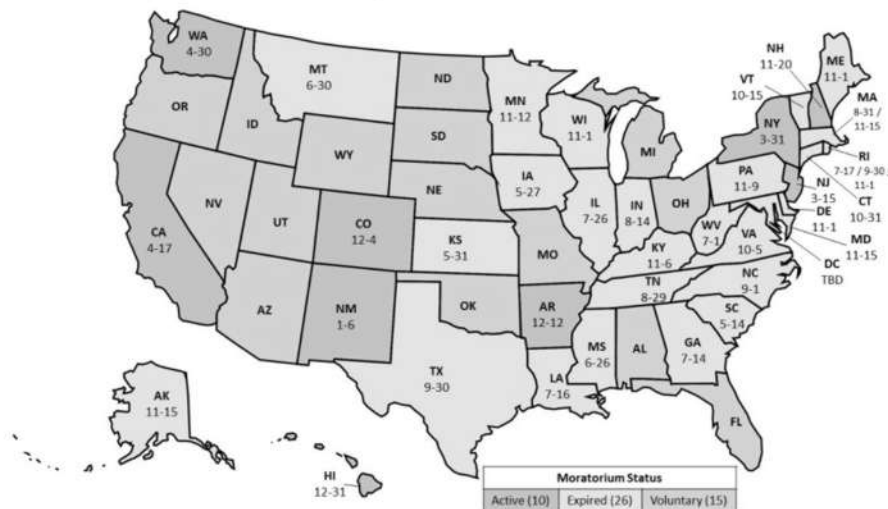 WA
4-30
MT
6-30
ND
MN
11-12
OR
ID
SD
WI
11-1
WY
MI
NH
11-20
ME
11-1
VT
10-15
MA
8-31 /
11-15
NY
3-31
RI
7-17 / 9-30 /
11-1
NV
NE
IA
5-27
PA
11-9
NJ
3-15
CT
10-31
DE
11-1
MD
11-15
DC
TBD
CA
4-17
UT
CO
12-4
IL
7-26
IN
8-14
OH
WV
7-1
VA
10-5
KS
5-31
MO
KY
11-6
NC
9-1
AZ
NM
1-6
OK
AR
12-12
TN
8-29
SC
5-14
MS
6-26
AL
GA
7-14
TX
9-30
LA
7-16
FL
AK
11-15
HI
12-31
Moratorium Status
Active (10) Expired (26) Voluntary (15)